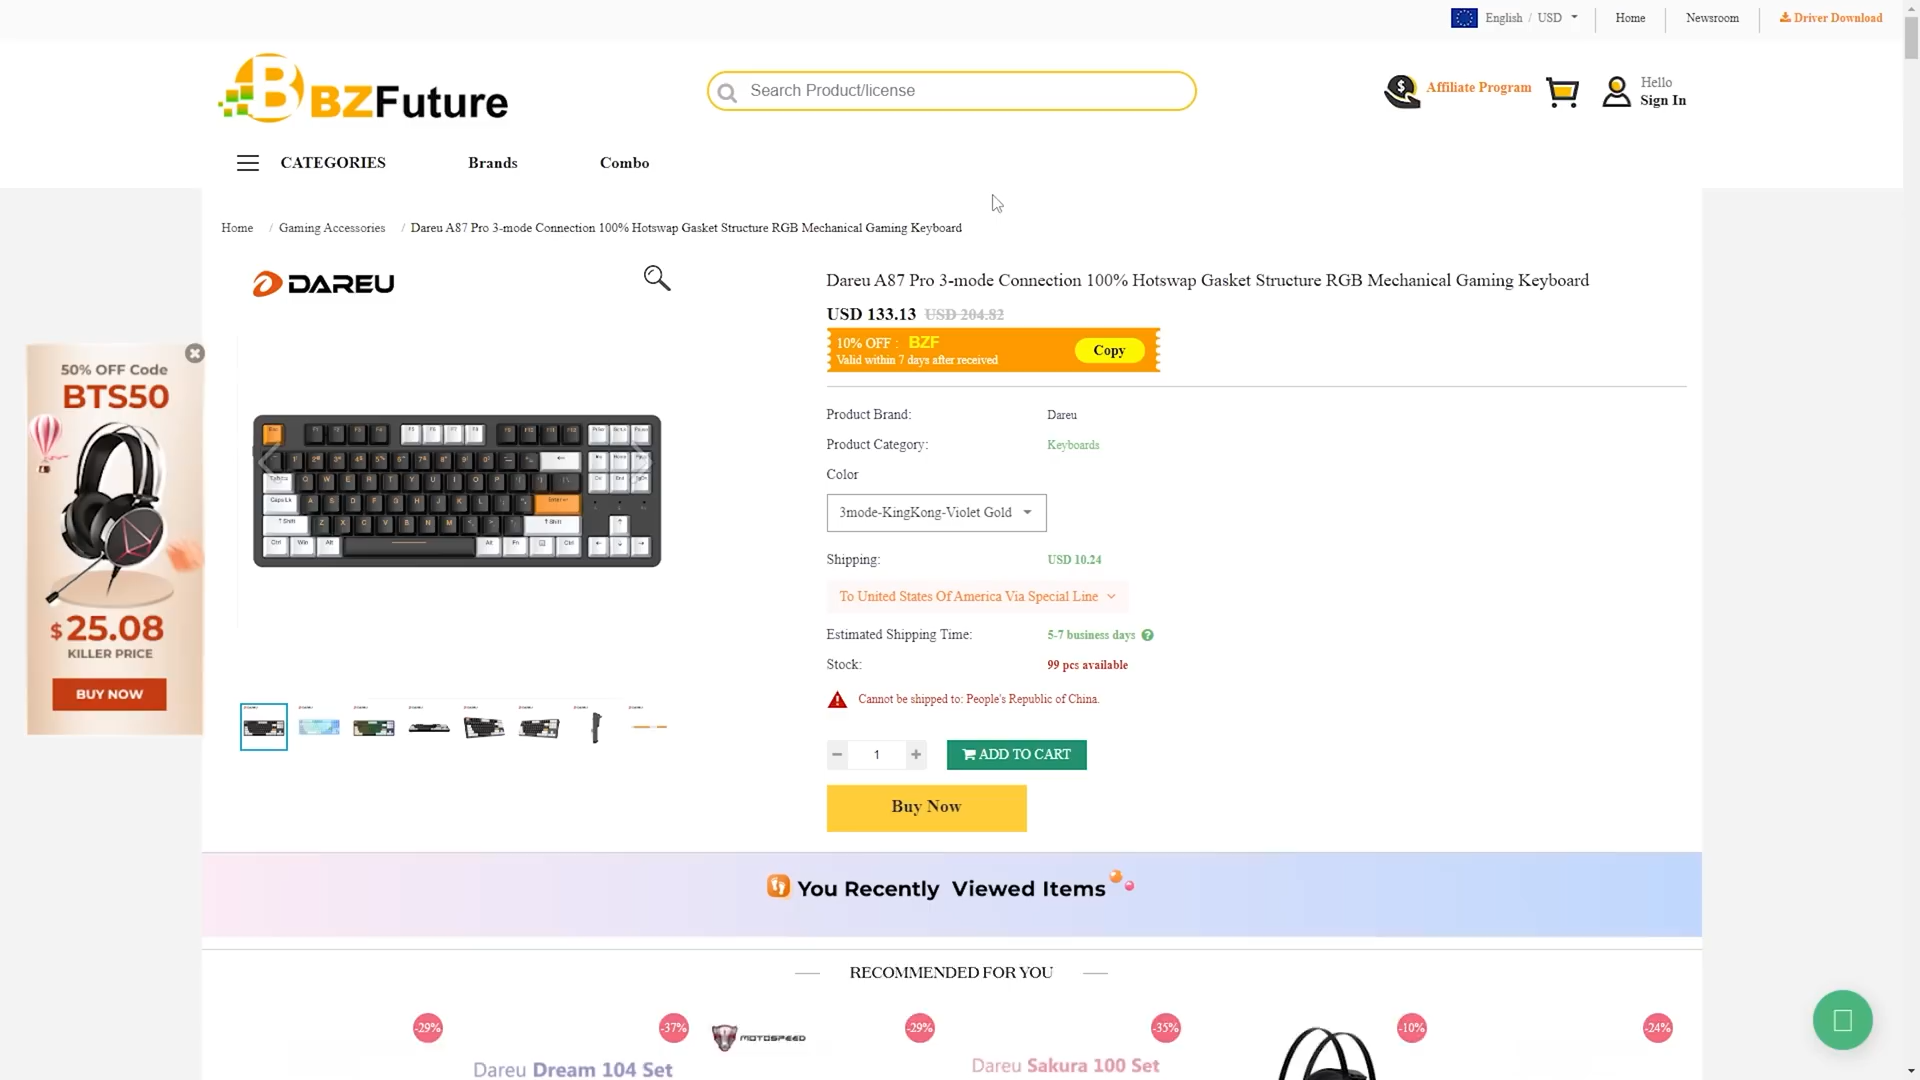 English / USD
Home
Newsroom
Driver Download
BZFuture
Search Product/license
Affiliate Program
Hello
Sign In
CATEGORIES
Brands
Combo
Home / Gaming Accessories / Dareu A87 Pro 3-mode Connection 100% Hotswap Gasket Structure RGB Mechanical Gaming Keyboard
DAREU
Dareu A87 Pro 3-mode Connection 100% Hotswap Gasket Structure RGB Mechanical Gaming Keyboard
USD 133.13 USD 204.82
10% OFF : BZF
Valid within 7 days after received
Copy
50% OFF Code
BTS50
$25.08
KILLER PRICE
BUY NOW
Product Brand: Dareu
Product Category: Keyboards
Color
3mode-KingKong-Violet Gold
Shipping: USD 10.24
To United States Of America Via Special Line
Estimated Shipping Time: 5-7 business days
Stock: 99 pcs available
Cannot be shipped to: People's Republic of China.
− 1 +
ADD TO CART
Buy Now
You Recently Viewed Items
RECOMMENDED FOR YOU
-29%
-37%
MOTOSPEED
-29%
-35%
-10%
-24%
Dareu Dream 104 Set
Dareu Sakura 100 Set